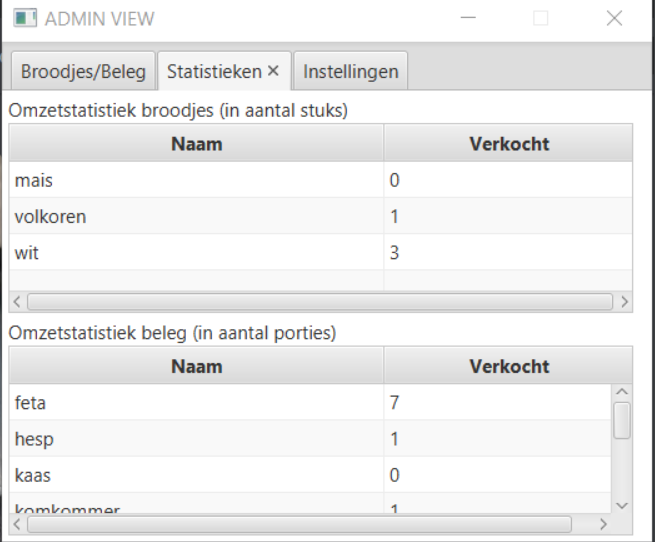 ADMIN VIEW
Broodjes/Beleg Statistieken × Instellingen
Omzetstatistiek broodjes (in aantal stuks)
Naam Verkocht
mais 0
volkoren 1
wit 3
Omzetstatistiek beleg (in aantal porties)
Naam Verkocht
feta 7
hesp 1
kaas 0
komkommer 1